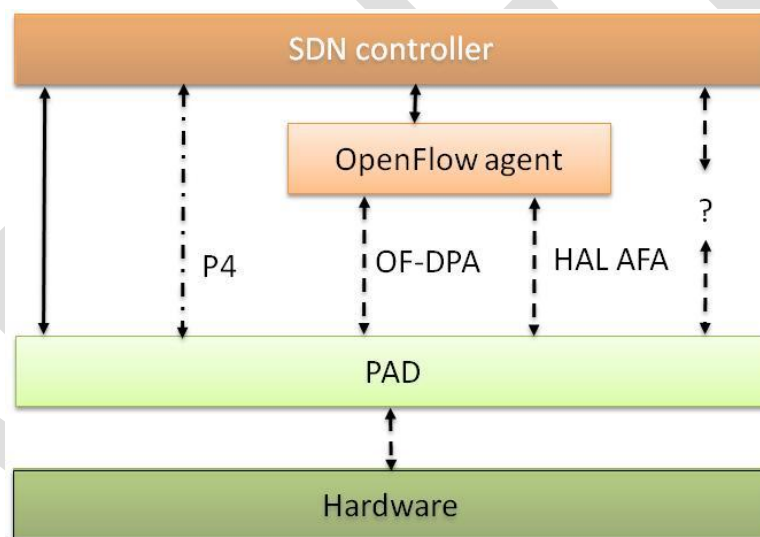 SDN controller
OpenFlow agent
?
P4
OF-DPA
HAL AFA
PAD
Hardware